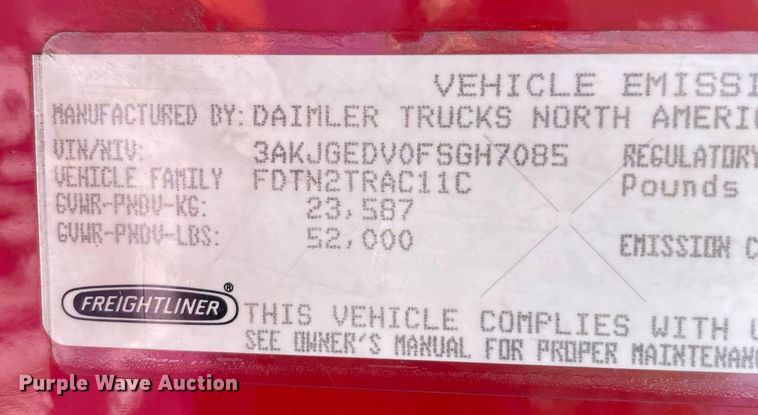 VEHICLE EMISSI
MANUFACTURED BY: DAIMLER TRUCKS NORTH AMERIC
VIN/NIV: 3AKJGEDV0FSGH7085 REGULATORY
VEHICLE FAMILY FDTN2TRAC11C Pounds
GVWR-PNBV-KG: 23,587
GVWR-PNBV-LBS: 52,000 EMISSION C
FREIGHTLINER®
THIS VEHICLE COMPLIES WITH U
SEE OWNER'S MANUAL FOR PROPER MAINTENAN
Purple Wave Auction